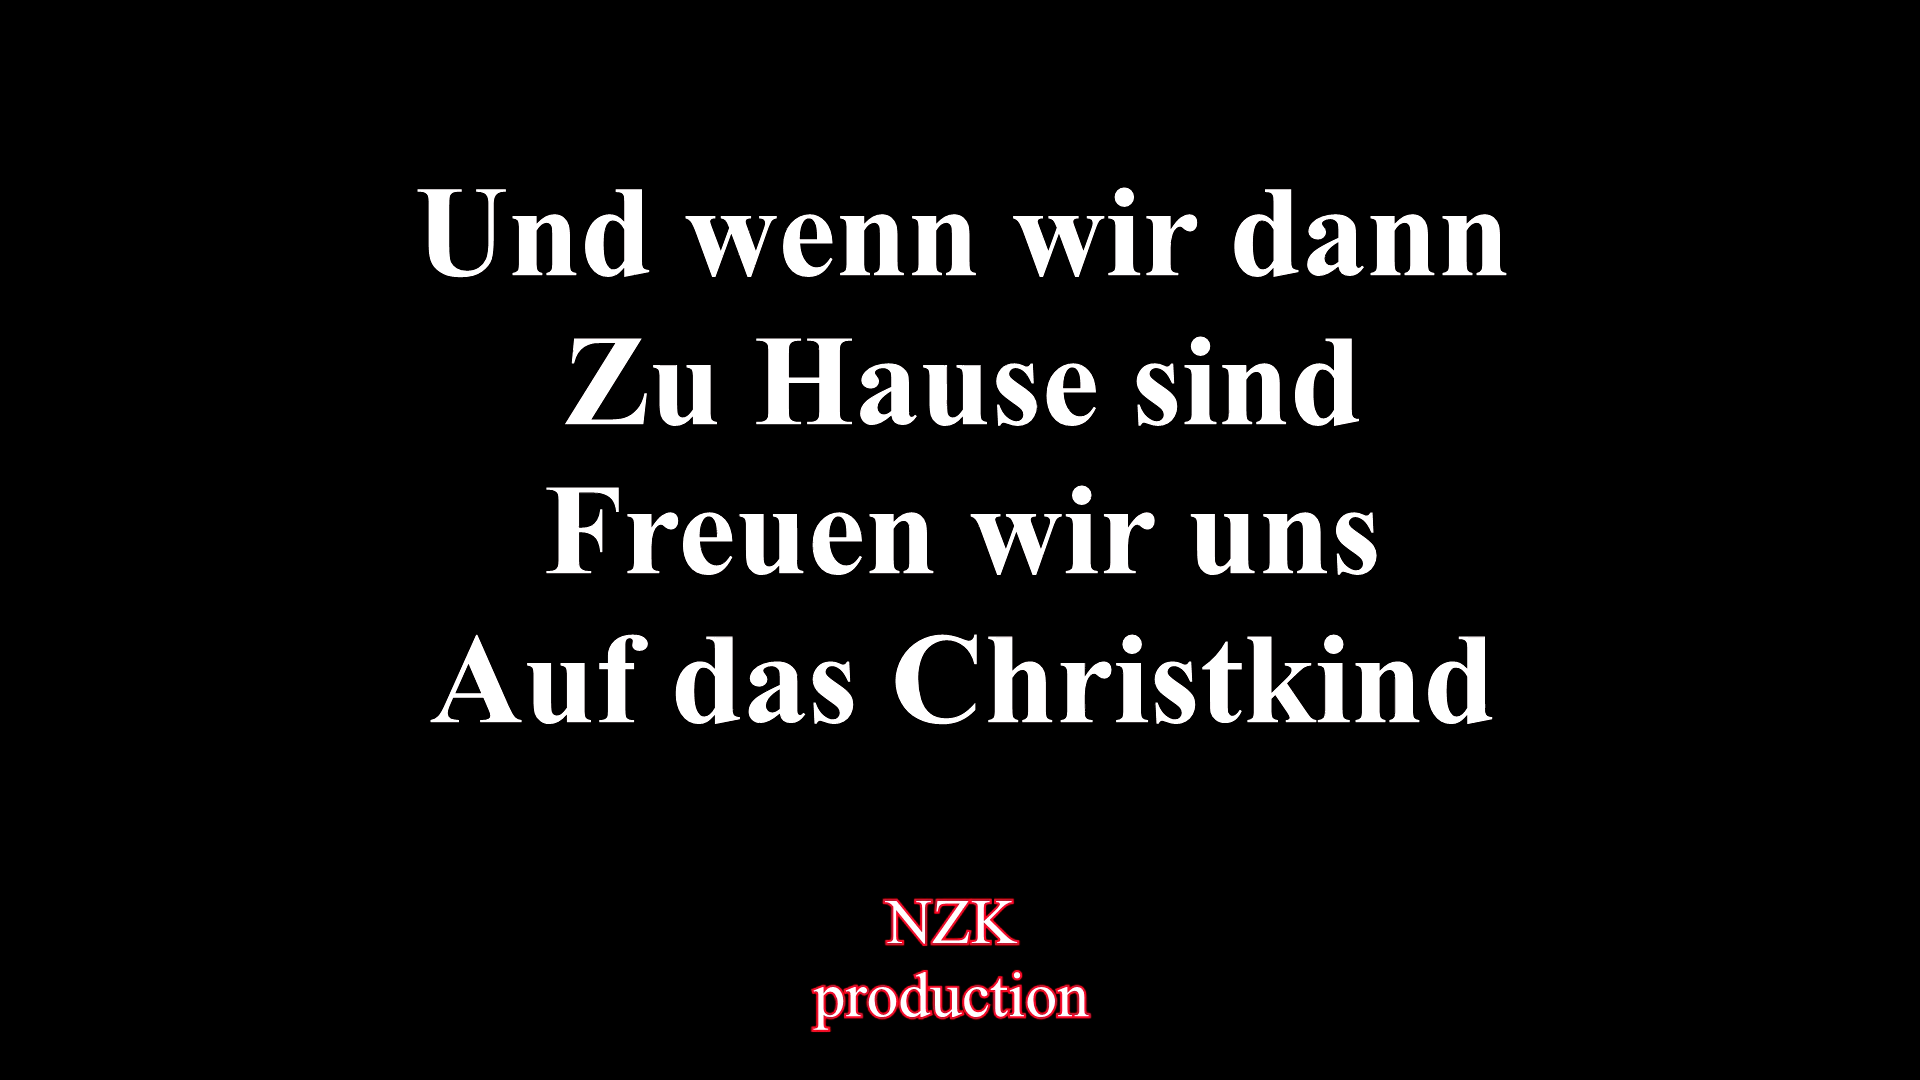 Und wenn wir dann
Zu Hause sind
Freuen wir uns
Auf das Christkind
NZK
production